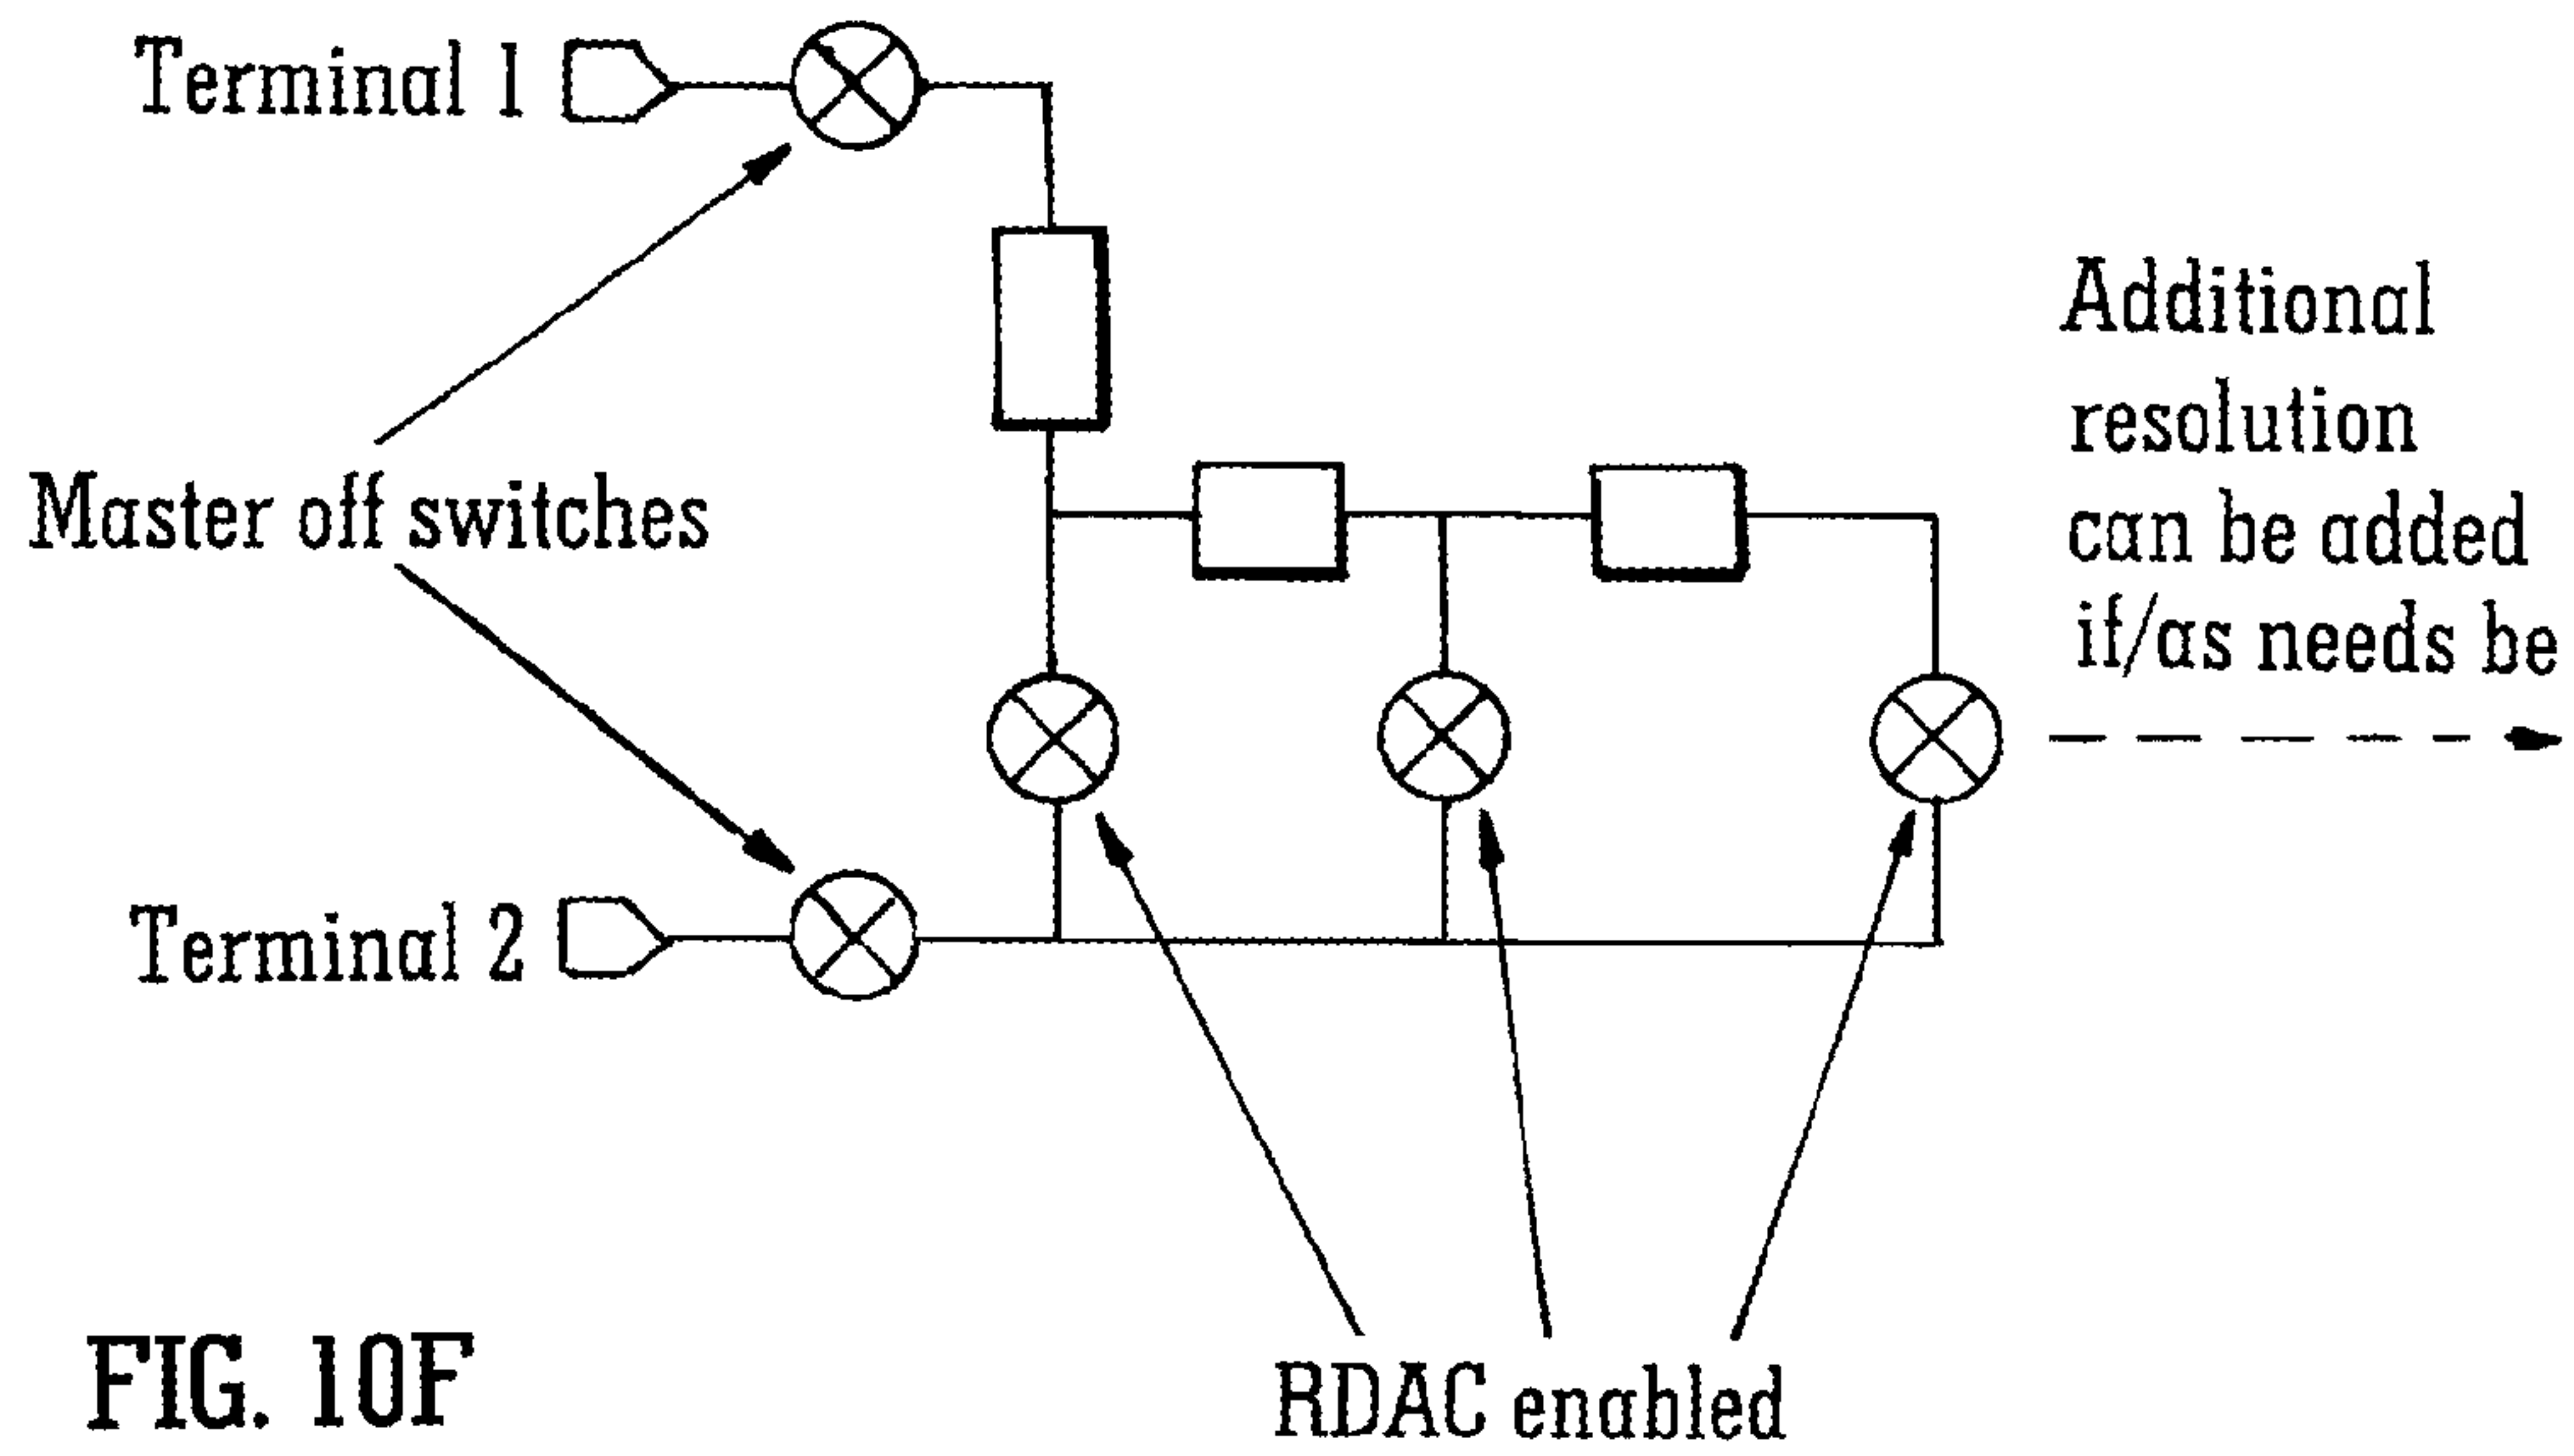 Terminal 1
Additional
resolution
can be added
if/as needs be
Master off switches
Terminal 2
RDAC enabled
FIG. 10F